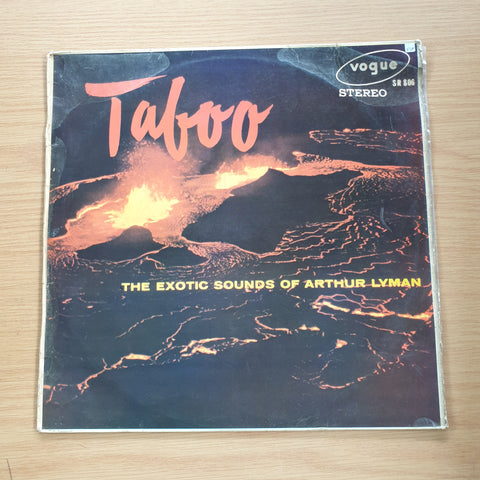 vogue
SR 806
STEREO
Taboo
THE EXOTIC SOUNDS OF ARTHUR LYMAN